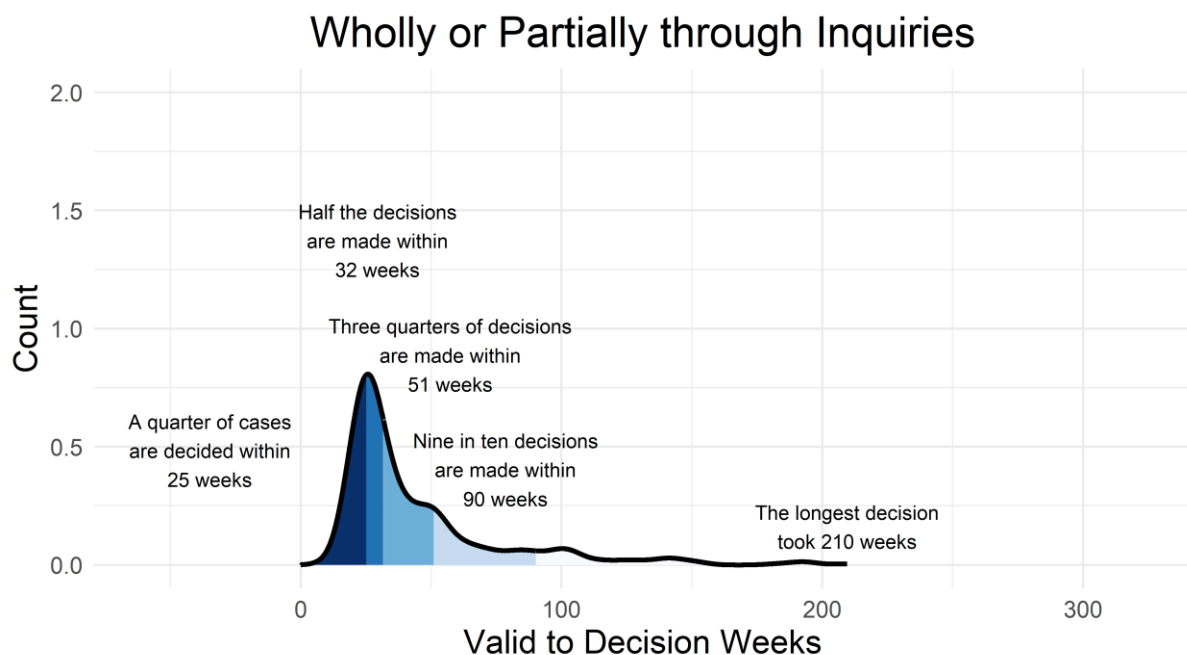 Wholly or Partially through Inquiries
2.0
1.5
1.0
0.5
0.0
Count
Half the decisions
are made within
32 weeks
Three quarters of decisions
are made within
51 weeks
A quarter of cases
are decided within
25 weeks
Nine in ten decisions
are made within
90 weeks
The longest decision
took 210 weeks
0
100
200
300
Valid to Decision Weeks